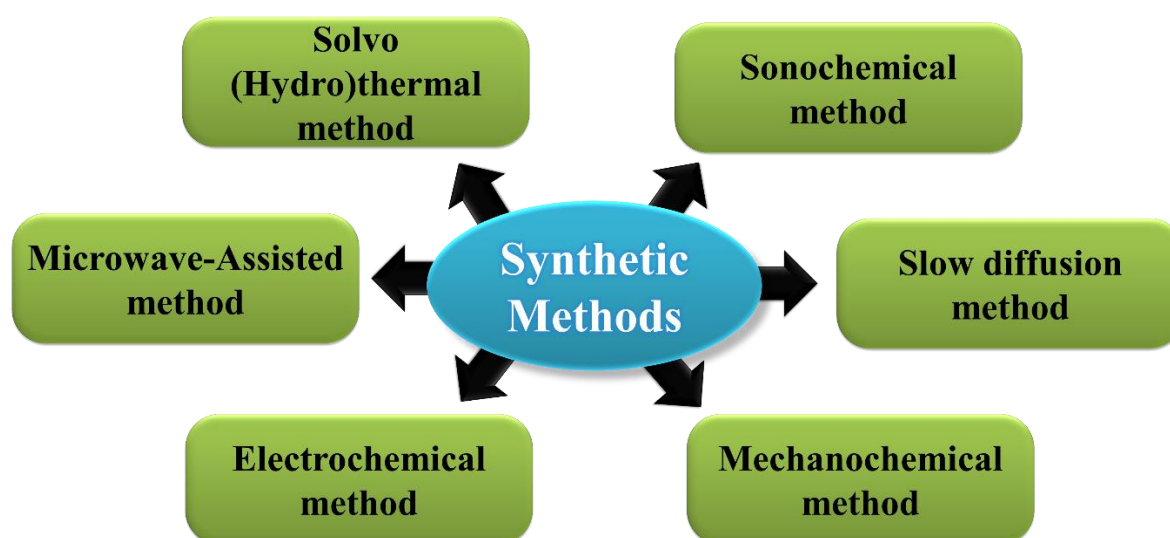 Solvo
(Hydro)thermal
method
Sonochemical
method
Microwave-Assisted
method
Synthetic
Methods
Slow diffusion
method
Electrochemical
method
Mechanochemical
method